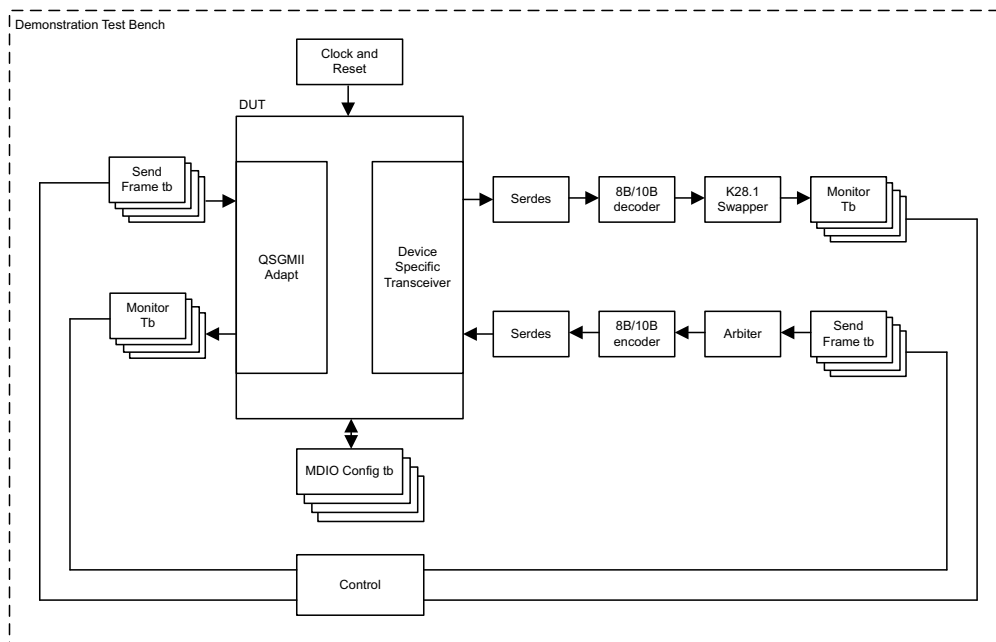 Demonstration Test Bench
Clock and
Reset
DUT
Send
Frame tb
QSGMII
Adapt
Device
Specific
Transceiver
Serdes
8B/10B
decoder
K28.1
Swapper
Monitor
Tb
Monitor
Tb
Serdes
8B/10B
encoder
Arbiter
Send
Frame tb
MDIO Config tb
Control